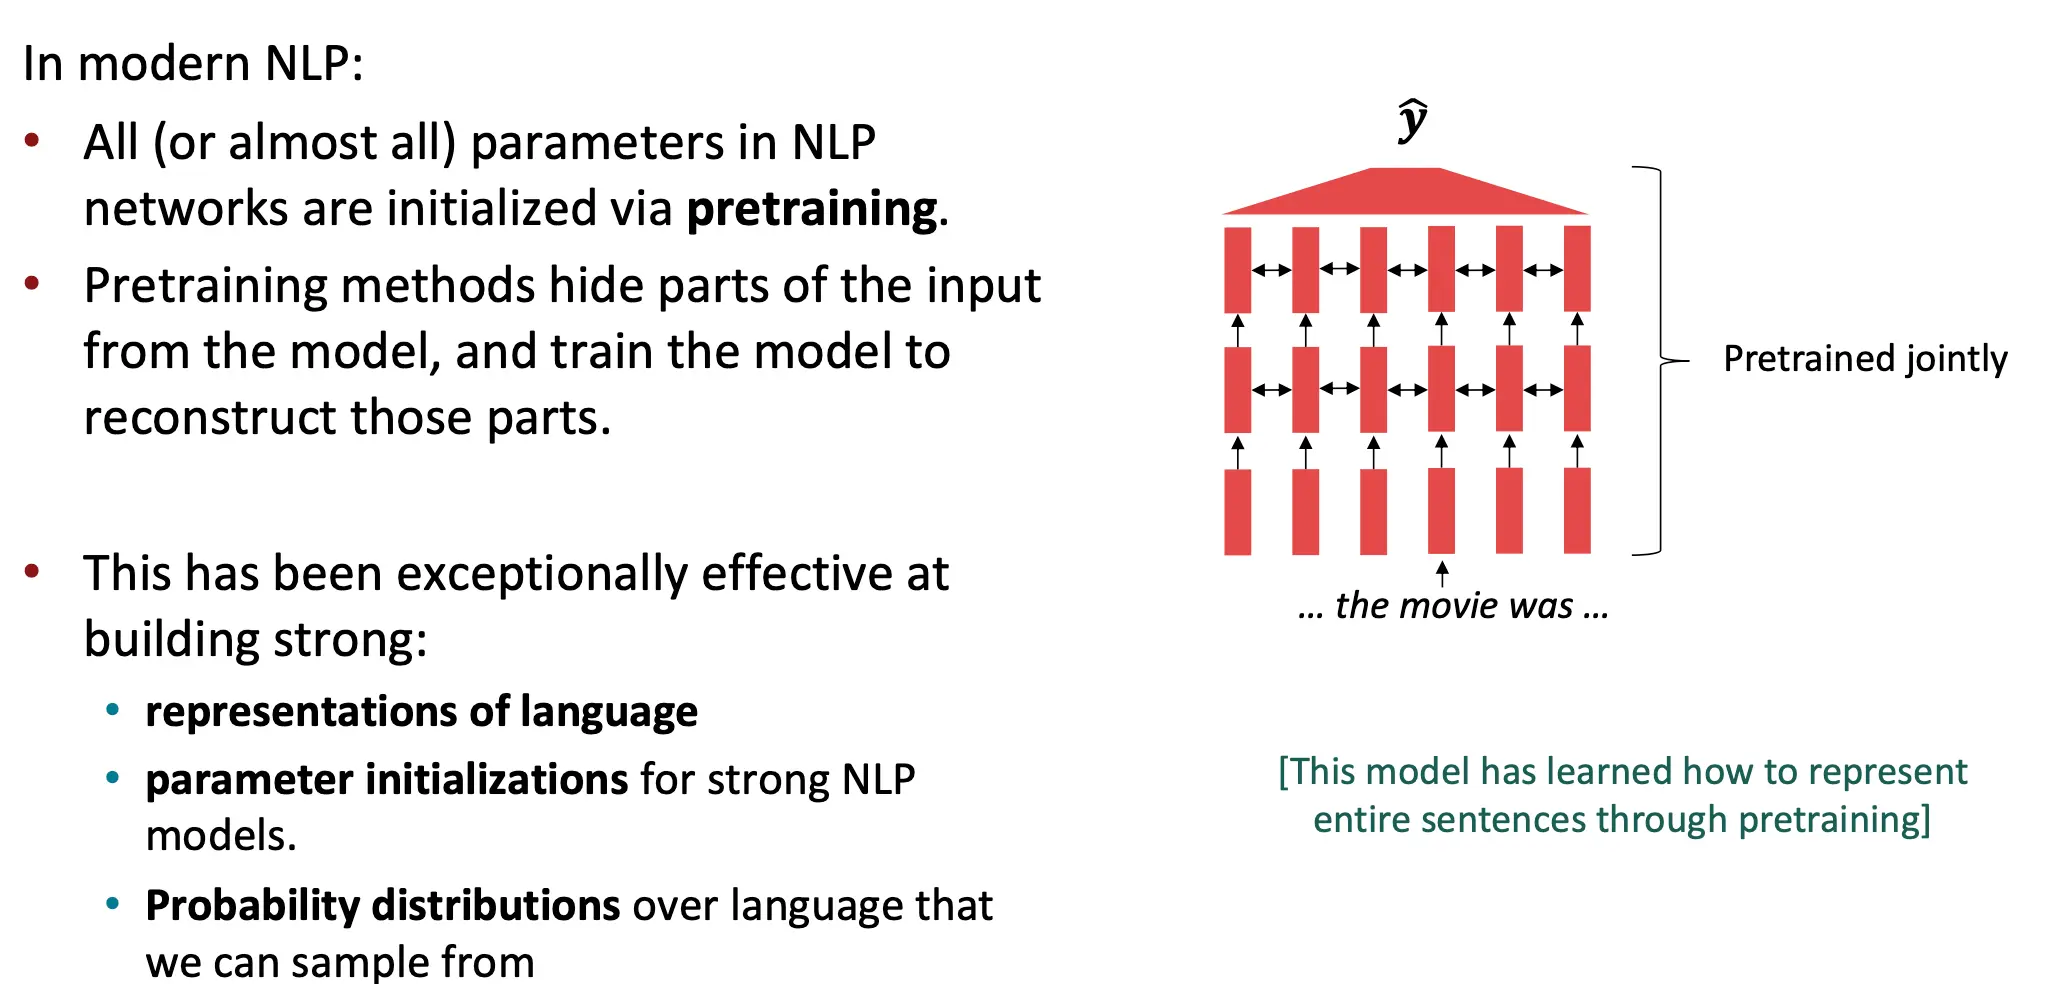 In modern NLP:
• All (or almost all) parameters in NLP
networks are initialized via pretraining.
• Pretraining methods hide parts of the input
from the model, and train the model to
reconstruct those parts.
• This has been exceptionally effective at
building strong:
• representations of language
• parameter initializations for strong NLP
models.
• Probability distributions over language that
we can sample from
ŷ
Pretrained jointly
... the movie was ...
[This model has learned how to represent
entire sentences through pretraining]